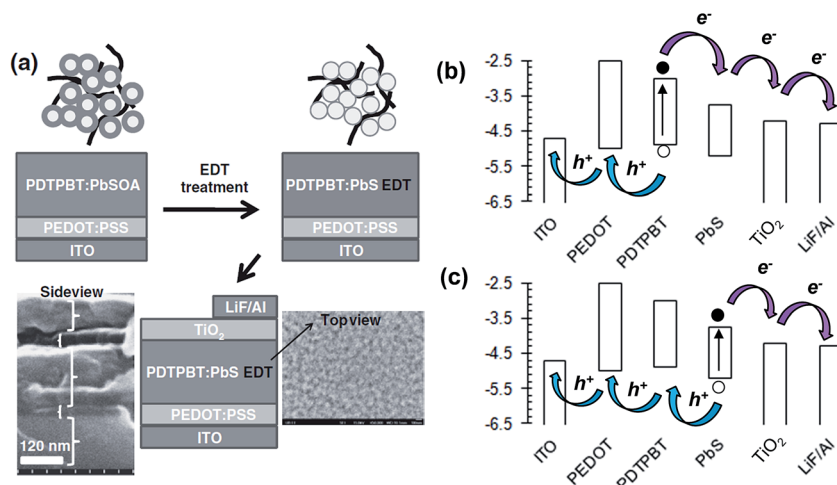 (a)
PDTPBT:PbSOA
PEDOT:PSS
ITO
EDT
treatment
PDTPBT:PbS EDT
PEDOT:PSS
ITO
Sideview
120 nm
LiF/Al
TiO2
PDTPBT:PbS EDT
PEDOT:PSS
ITO
Topview
(b)
e-
e-
e-
-2.5
-3.5
-4.5
-5.5
-6.5
h+
h+
ITO
PEDOT
PDTPBT
PbS
TiO2
LiF/Al
(c)
e-
e-
-2.5
-3.5
-4.5
-5.5
-6.5
h+
h+
h+
ITO
PEDOT
PDTPBT
PbS
TiO2
LiF/Al